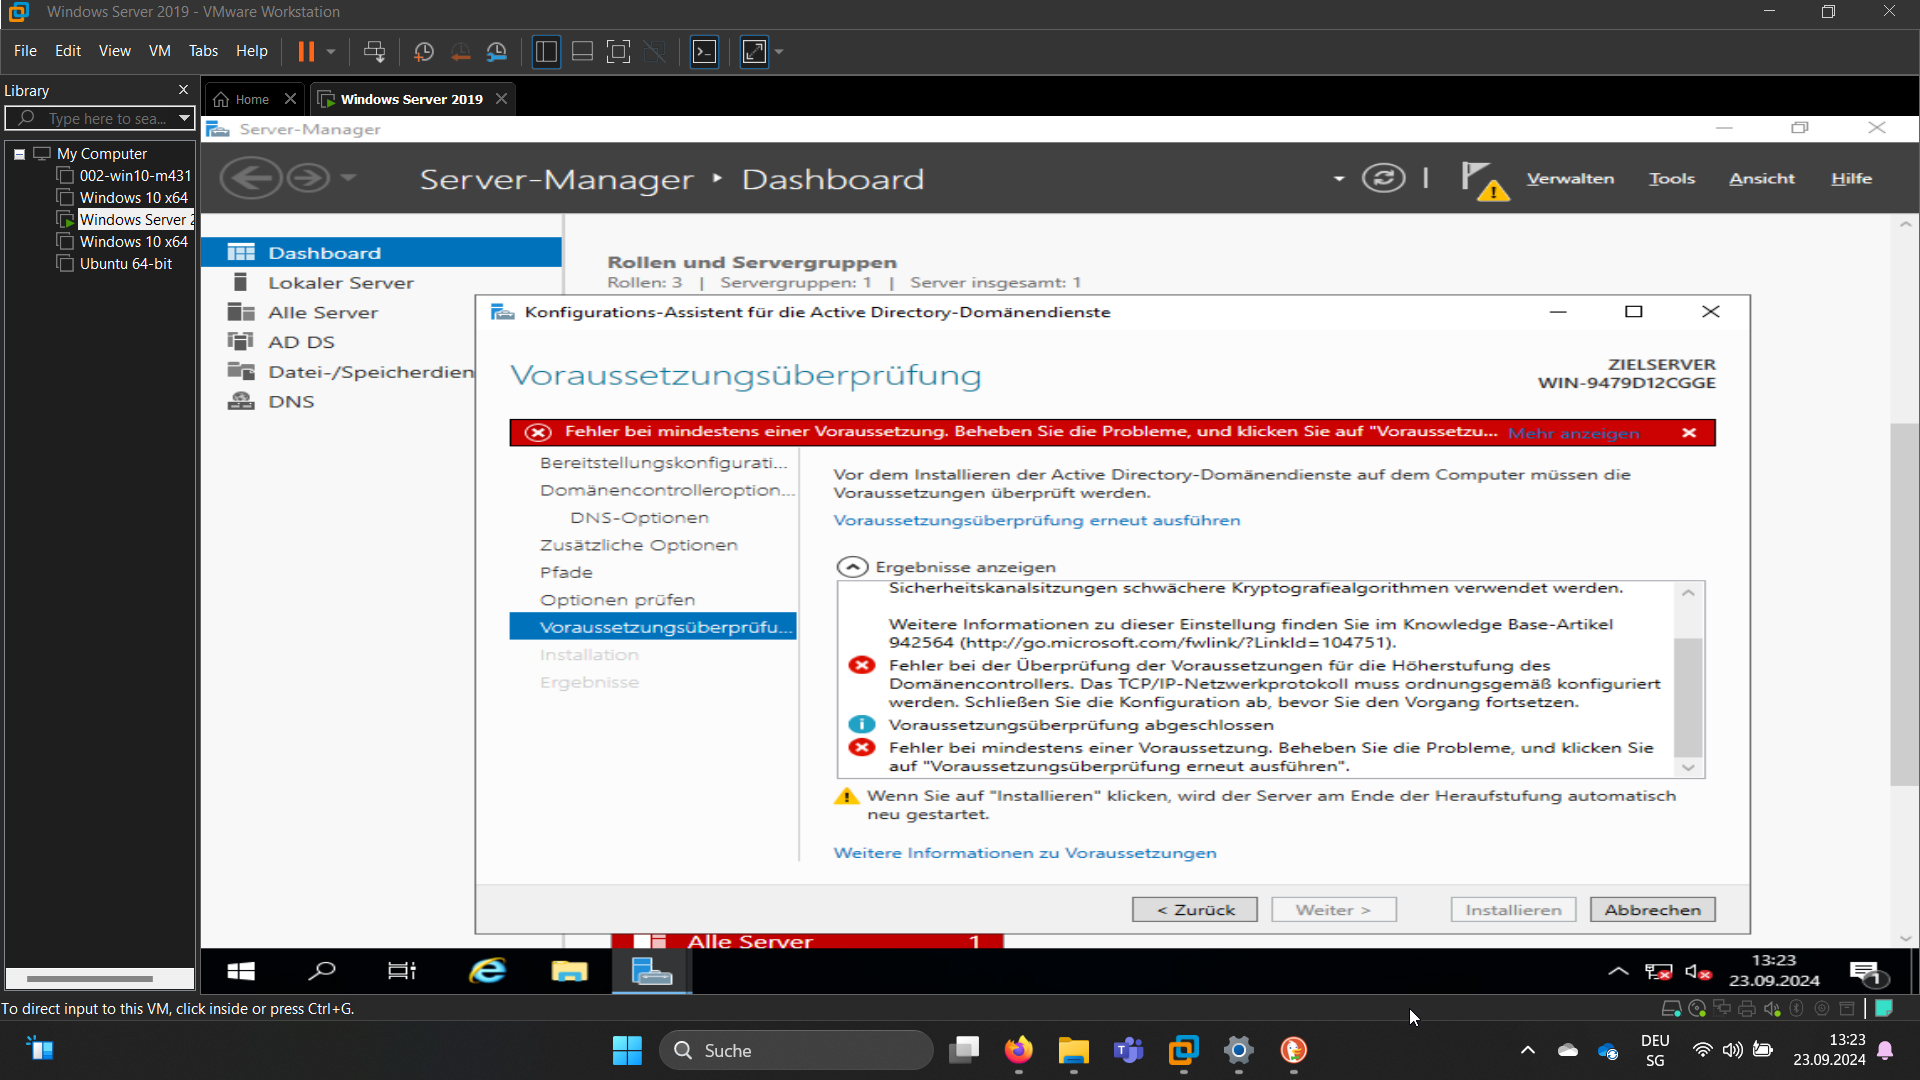 Windows Server 2019 - VMware Workstation
File Edit View VM Tabs Help
Library
Type here to sea...
My Computer
002-win10-m431
Windows 10 x64
Windows Server 2
Windows 10 x64
Ubuntu 64-bit
Home
Windows Server 2019
Server-Manager
Server-Manager ‣ Dashboard
Verwalten Tools Ansicht Hilfe
Dashboard
Lokaler Server
Alle Server
AD DS
Datei-/Speicherdien
DNS
Rollen und Servergruppen
Rollen: 3 | Servergruppen: 1 | Server insgesamt: 1
Konfigurations-Assistent für die Active Directory-Domänendienste
Voraussetzungsüberprüfung
ZIELSERVER
WIN-9479D12CGGE
Fehler bei mindestens einer Voraussetzung. Beheben Sie die Probleme, und klicken Sie auf "Voraussetzu... Mehr anzeigen
Bereitstellungskonfigurati...
Domänencontrolleroption...
DNS-Optionen
Zusätzliche Optionen
Pfade
Optionen prüfen
Voraussetzungsüberprüfu...
Installation
Ergebnisse
Vor dem Installieren der Active Directory-Domänendienste auf dem Computer müssen die
Voraussetzungen überprüft werden.
Voraussetzungsüberprüfung erneut ausführen
Ergebnisse anzeigen
Sicherheitskanalsitzungen schwächere Kryptografiealgorithmen verwendet werden.
Weitere Informationen zu dieser Einstellung finden Sie im Knowledge Base-Artikel
942564 (http://go.microsoft.com/fwlink/?LinkId=104751).
Fehler bei der Überprüfung der Voraussetzungen für die Höherstufung des
Domänencontrollers. Das TCP/IP-Netzwerkprotokoll muss ordnungsgemäß konfiguriert
werden. Schließen Sie die Konfiguration ab, bevor Sie den Vorgang fortsetzen.
Voraussetzungsüberprüfung abgeschlossen
Fehler bei mindestens einer Voraussetzung. Beheben Sie die Probleme, und klicken Sie
auf "Voraussetzungsüberprüfung erneut ausführen".
Wenn Sie auf "Installieren" klicken, wird der Server am Ende der Heraufstufung automatisch
neu gestartet.
Weitere Informationen zu Voraussetzungen
< Zurück Weiter > Installieren Abbrechen
Alle Server 1
13:23
23.09.2024
1
To direct input to this VM, click inside or press Ctrl+G.
Suche
DEU
SG
13:23
23.09.2024